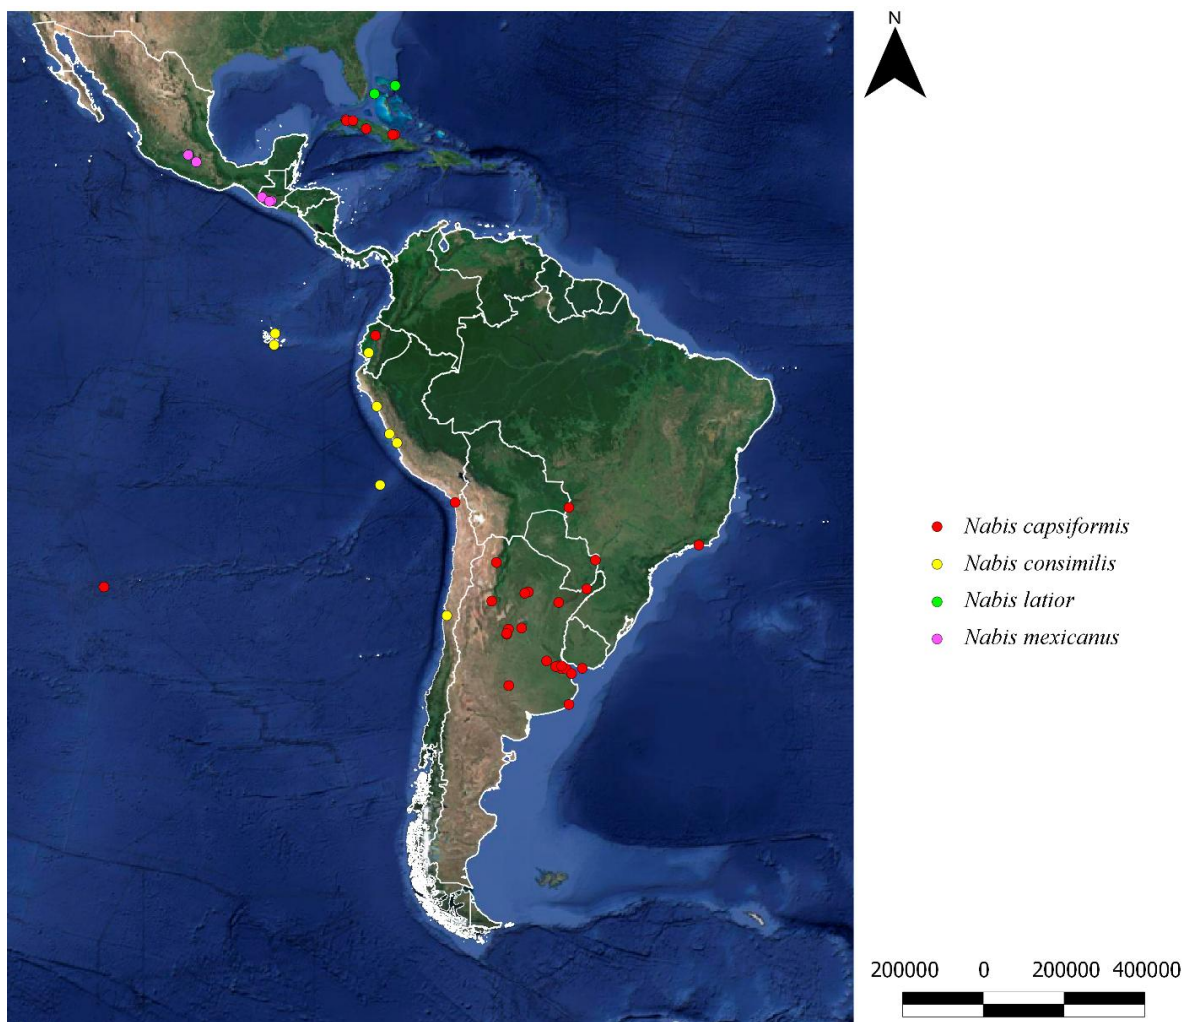 N
Nabis capsiformis
Nabis consimilis
Nabis latior
Nabis mexicanus
200000 0 200000 400000